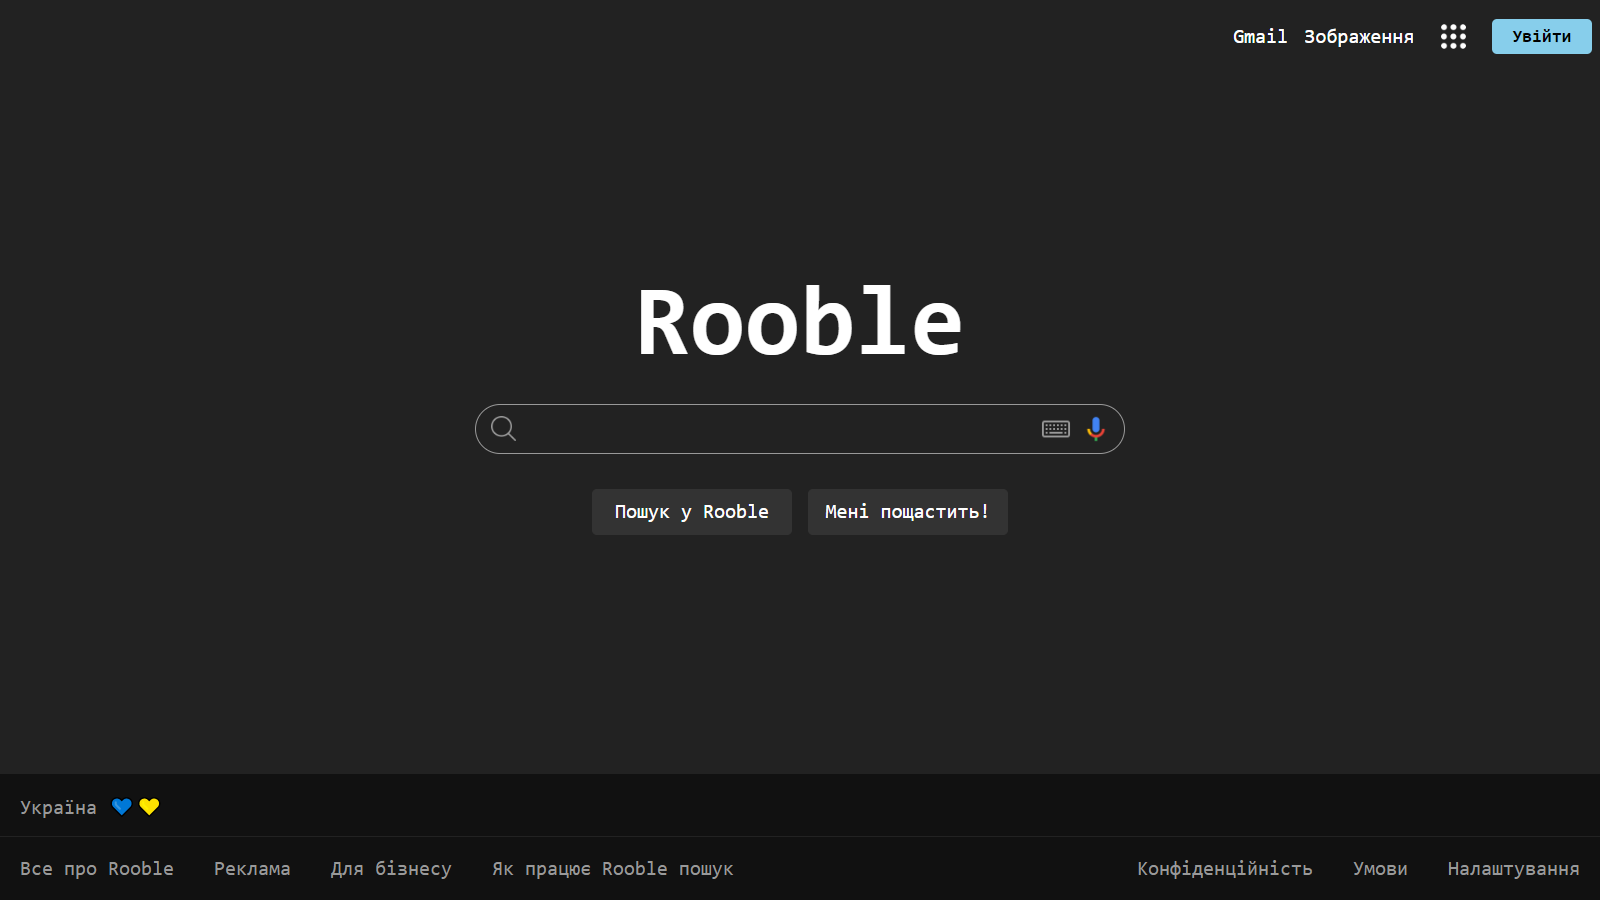 Gmail Зображення Увійти
Rooble
Пошук у Rooble Мені пощастить!
Україна 💙💛
Все про Rooble Реклама Для бізнесу Як працює Rooble пошук Конфіденційність Умови Налаштування